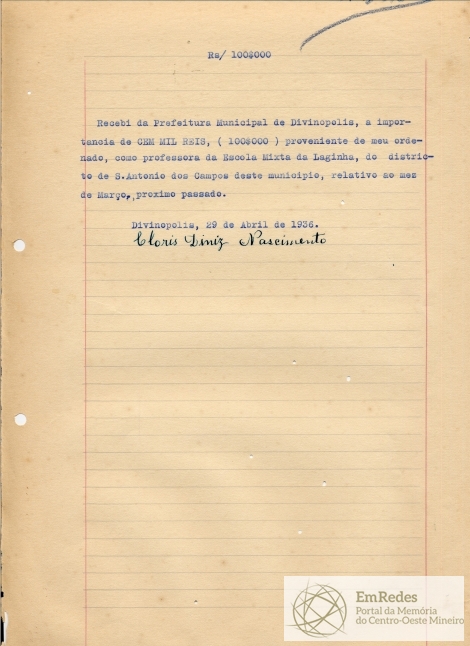 Rs/ 100$000
Recebi da Prefeitura Municipal de Divinopolis, a impor-
tancia de CEM MIL REIS, ( 100$000 ) proveniente de meu orde-
nado, como professora da Escola Mixta da Laginha, do distric-
to de S.Antonio dos Campos deste municipio, relativo ao mez
de Março, proximo passado.
Divinopolis, 29 de Abril de 1936.
Cloris Diniz Nascimento
EmRedes
Portal da Memória
do Centro-Oeste Mineiro